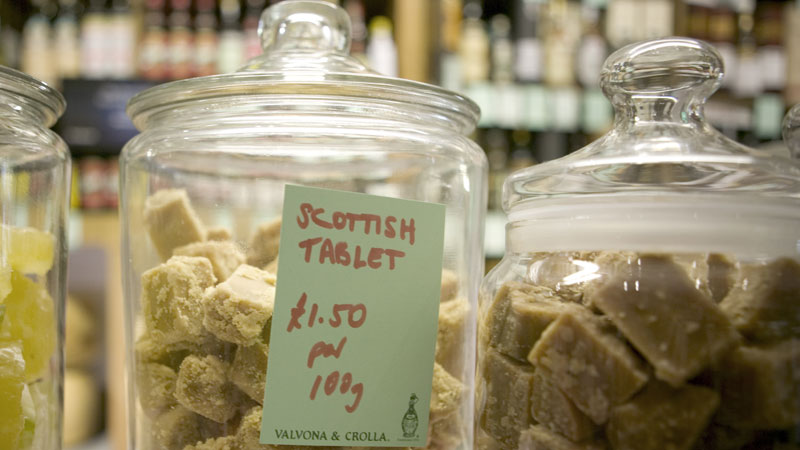 SCOTTISH
TABLET
£1.50
per
100g
VALVONA & CROLLA